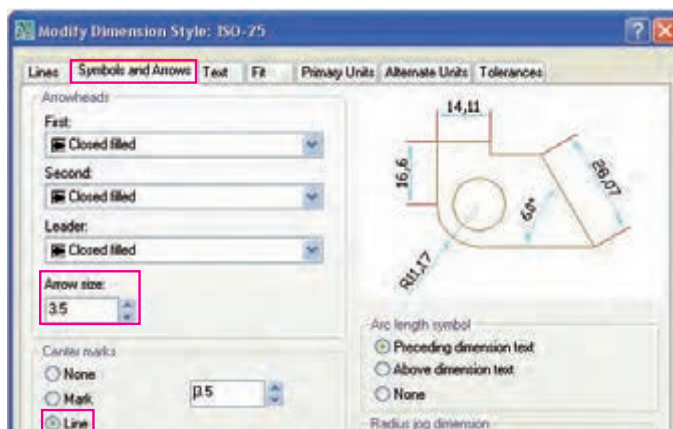 Modify Dimension Style: ISO-25
Lines Symbols and Arrows Text Fit Primary Units Alternate Units Tolerances
Arrowheads
First:
Closed filled
Second:
Closed filled
Leader:
Closed filled
Arrow size:
3.5
Center marks
None
Mark
Line
3.5
14,11
16,6
28,07
60°
R11,17
Arc length symbol
Preceding dimension text
Above dimension text
None
Radius jog dimension